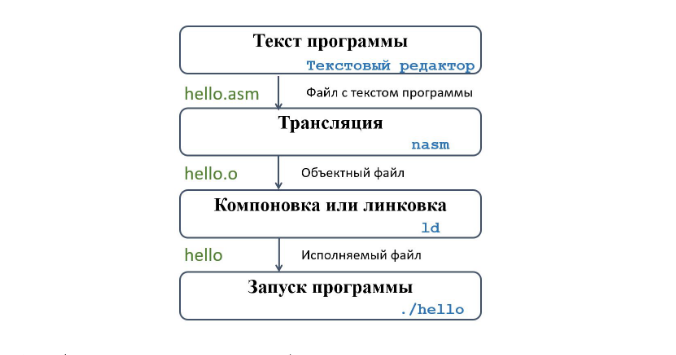 Текст программы
Текстовый редактор
hello.asm Файл с текстом программы
Трансляция
nasm
hello.o Объектный файл
Компоновка или линковка
ld
hello Исполняемый файл
Запуск программы
./hello